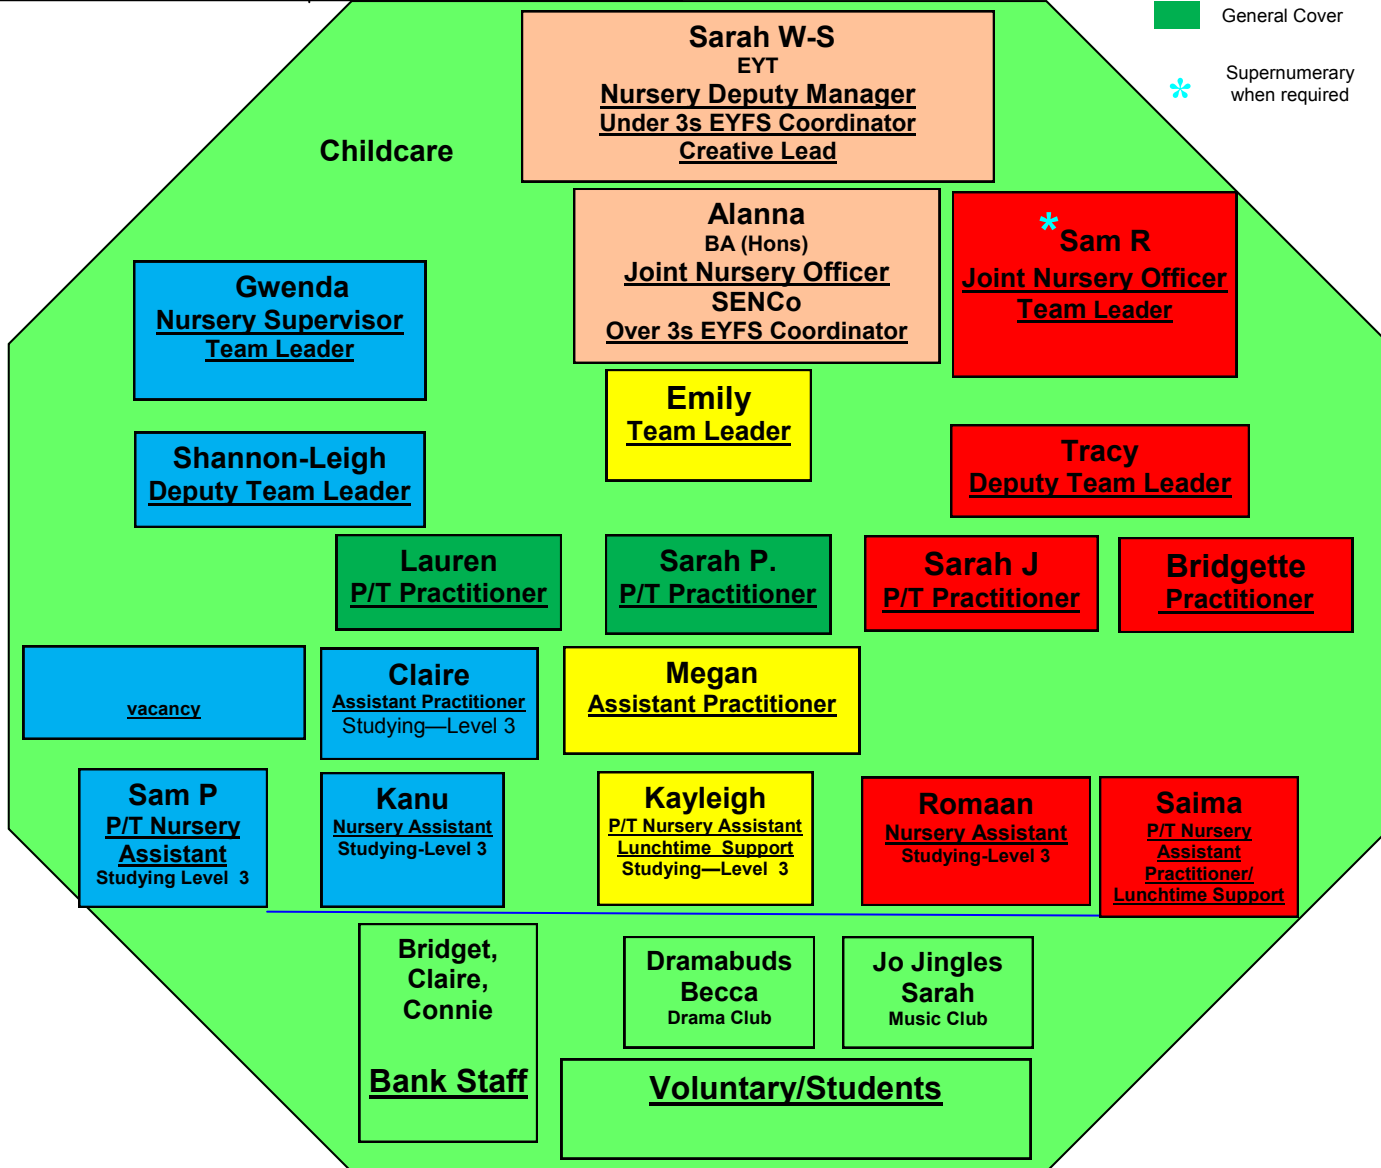 General Cover
*
Supernumerary
when required
Childcare
Sarah W-S
EYT
Nursery Deputy Manager
Under 3s EYFS Coordinator
Creative Lead
Alanna
BA (Hons)
Joint Nursery Officer
SENCo
Over 3s EYFS Coordinator
*
Sam R
Joint Nursery Officer
Team Leader
Gwenda
Nursery Supervisor
Team Leader
Emily
Team Leader
Shannon-Leigh
Deputy Team Leader
Tracy
Deputy Team Leader
Lauren
P/T Practitioner
Sarah P.
P/T Practitioner
Sarah J
P/T Practitioner
Bridgette
Practitioner
vacancy
Claire
Assistant Practitioner
Studying—Level 3
Megan
Assistant Practitioner
Sam P
P/T Nursery
Assistant
Studying Level 3
Kanu
Nursery Assistant
Studying-Level 3
Kayleigh
P/T Nursery Assistant
Lunchtime Support
Studying—Level 3
Romaan
Nursery Assistant
Studying-Level 3
Saima
P/T Nursery
Assistant
Practitioner/
Lunchtime Support
Bridget,
Claire,
Connie
Bank Staff
Dramabuds
Becca
Drama Club
Jo Jingles
Sarah
Music Club
Voluntary/Students